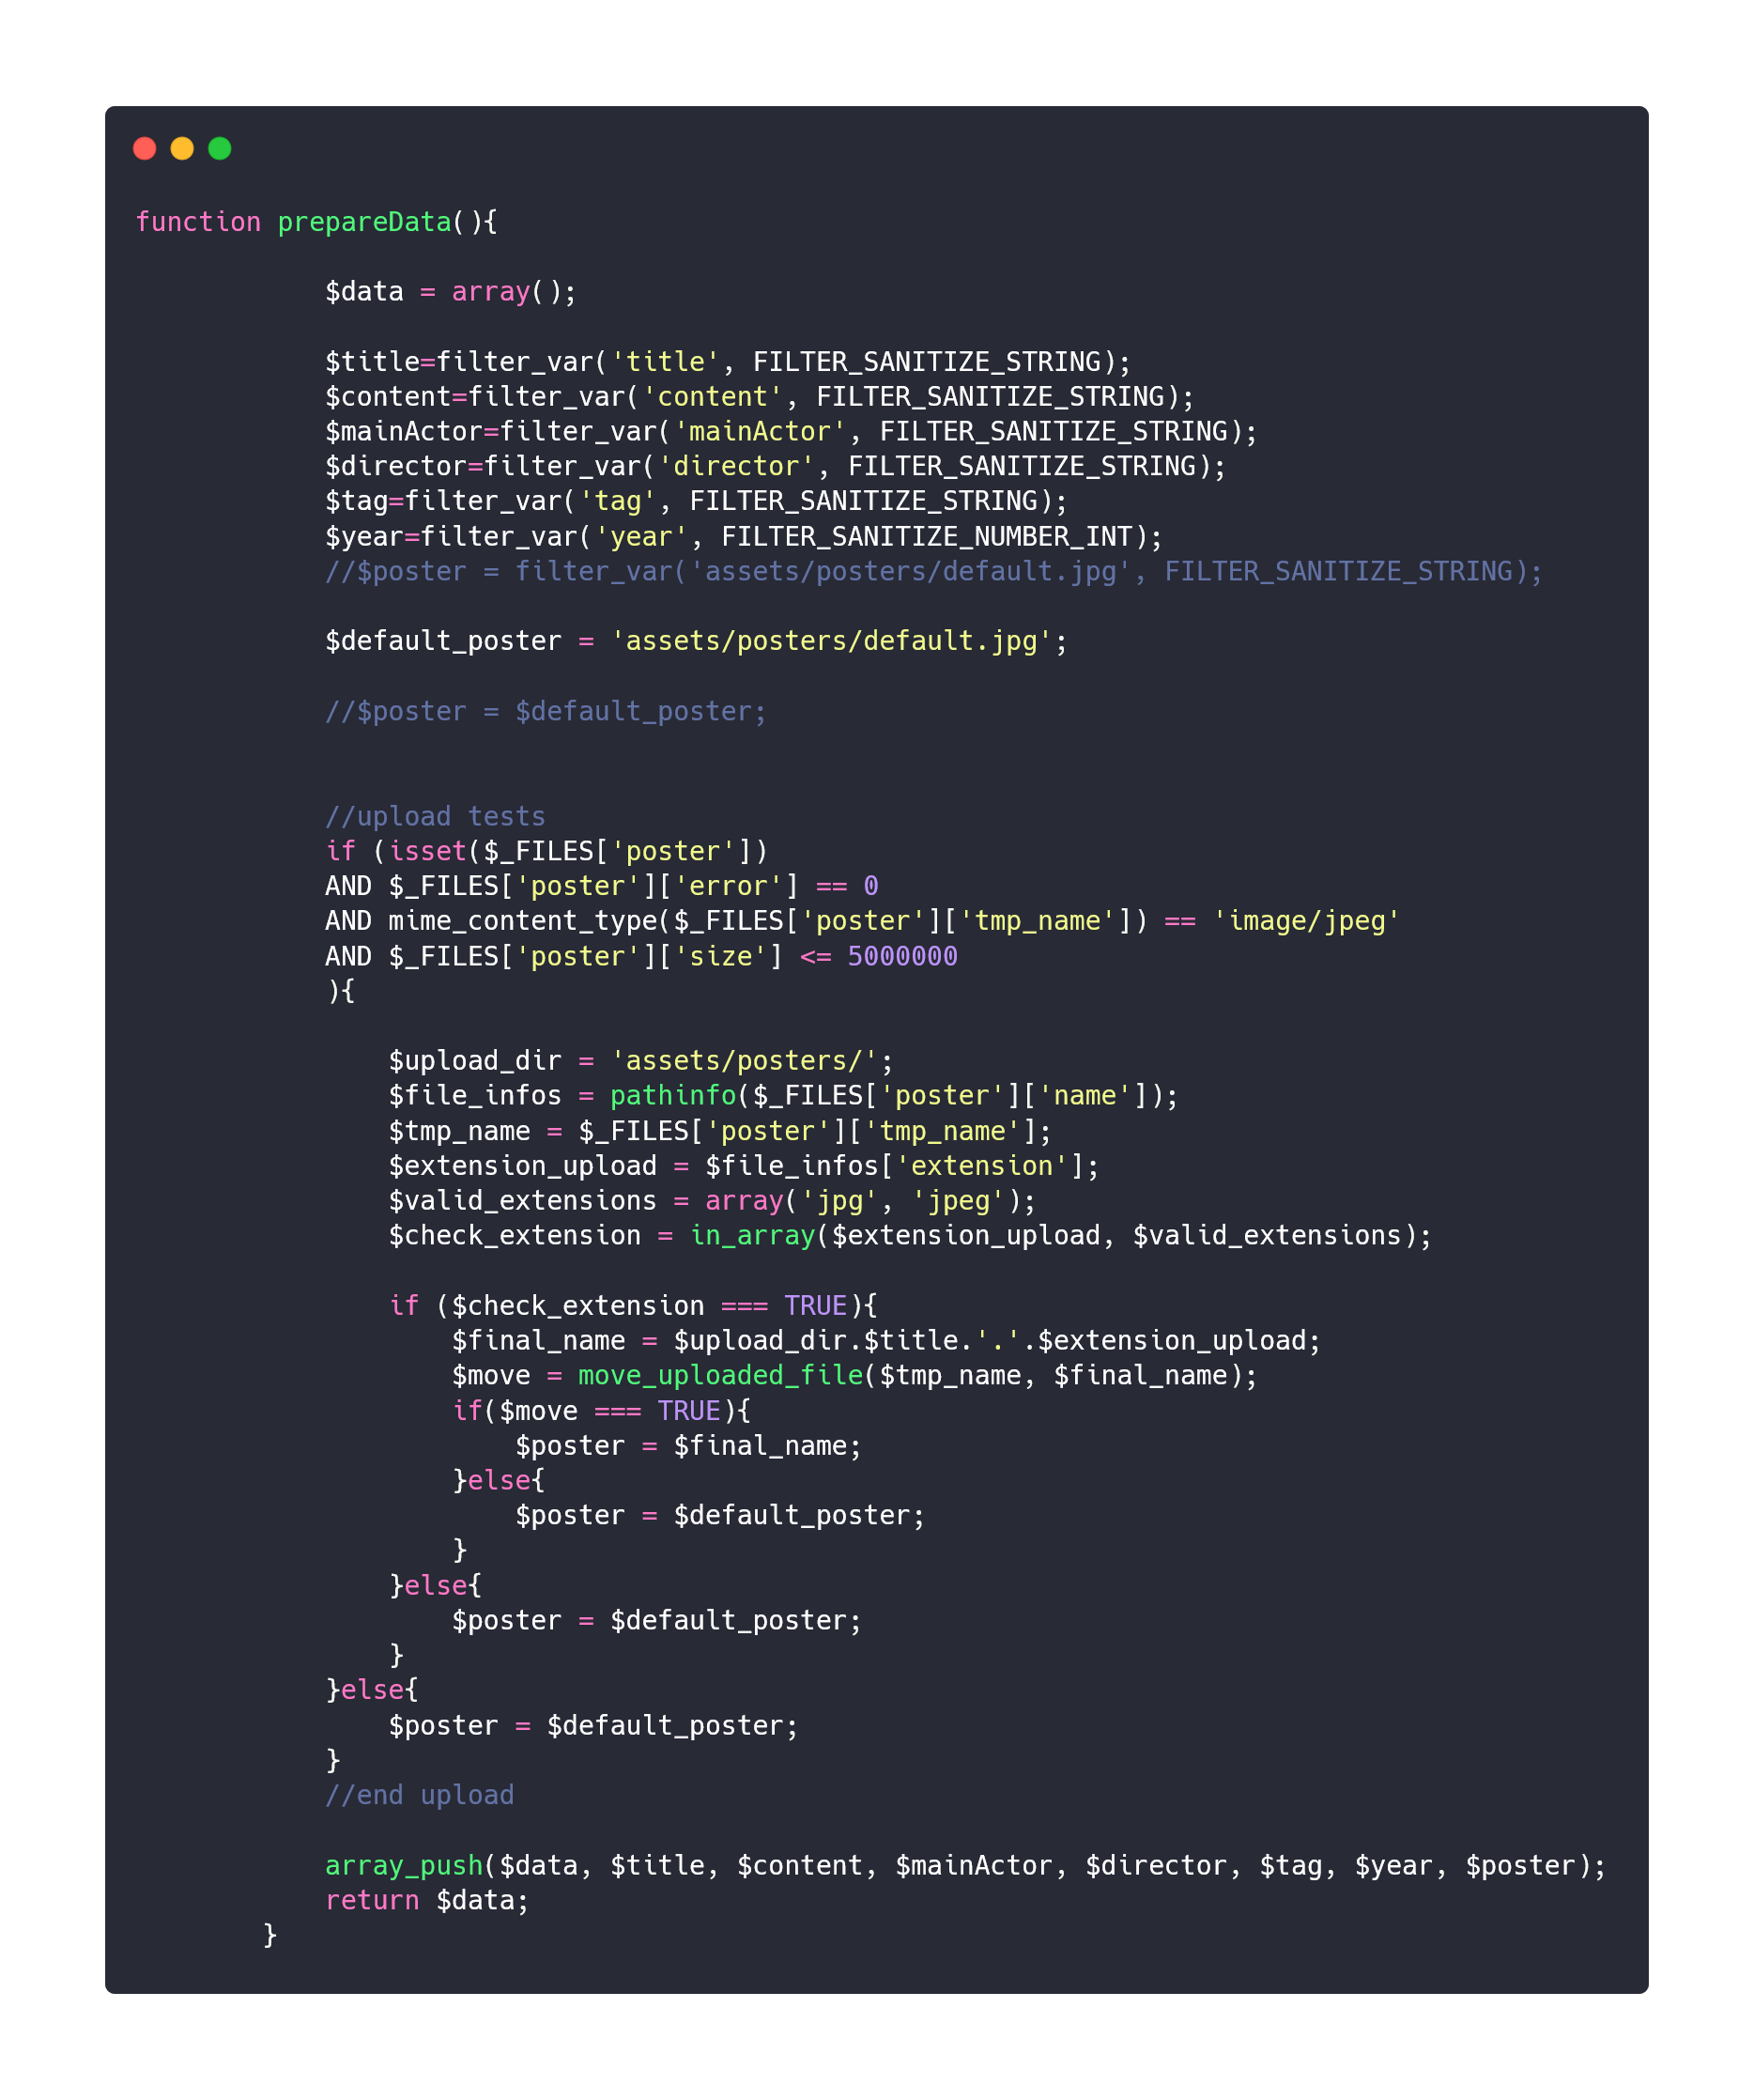 function prepareData(){
$data = array();
$title=filter_var('title', FILTER_SANITIZE_STRING);
$content=filter_var('content', FILTER_SANITIZE_STRING);
$mainActor=filter_var('mainActor', FILTER_SANITIZE_STRING);
$director=filter_var('director', FILTER_SANITIZE_STRING);
$tag=filter_var('tag', FILTER_SANITIZE_STRING);
$year=filter_var('year', FILTER_SANITIZE_NUMBER_INT);
//$poster = filter_var('assets/posters/default.jpg', FILTER_SANITIZE_STRING);
$default_poster = 'assets/posters/default.jpg';
//$poster = $default_poster;
//upload tests
if (isset($_FILES['poster'])
AND $_FILES['poster']['error'] == 0
AND mime_content_type($_FILES['poster']['tmp_name']) == 'image/jpeg'
AND $_FILES['poster']['size'] <= 5000000
){
$upload_dir = 'assets/posters/';
$file_infos = pathinfo($_FILES['poster']['name']);
$tmp_name = $_FILES['poster']['tmp_name'];
$extension_upload = $file_infos['extension'];
$valid_extensions = array('jpg', 'jpeg');
$check_extension = in_array($extension_upload, $valid_extensions);
if ($check_extension === TRUE){
$final_name = $upload_dir.$title.'.'.$extension_upload;
$move = move_uploaded_file($tmp_name, $final_name);
if($move === TRUE){
$poster = $final_name;
}else{
$poster = $default_poster;
}
}else{
$poster = $default_poster;
}
}else{
$poster = $default_poster;
}
//end upload
array_push($data, $title, $content, $mainActor, $director, $tag, $year, $poster);
return $data;
}